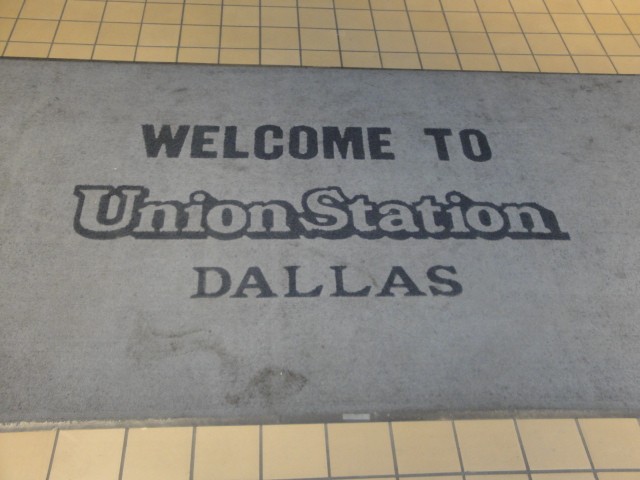 WELCOME TO
Union Station
DALLAS